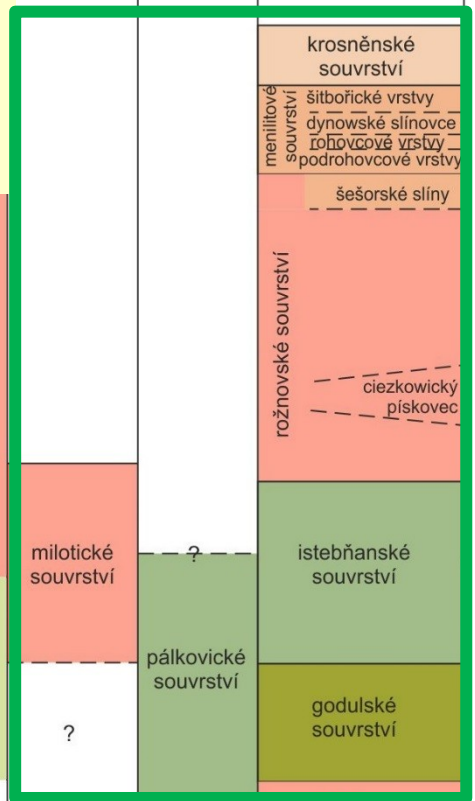 krosněnské
souvrství
menilitové
souvrství
šitbořické vrstvy
dynowské slínovce
rohovcové vrstvy
podrohovcové vrstvy
šešorské slíny
rožnovské souvrství
ciezkowický
pískovec
milotické
souvrství
?
?
pálkovické
souvrství
istebňanské
souvrství
godulské
souvrství